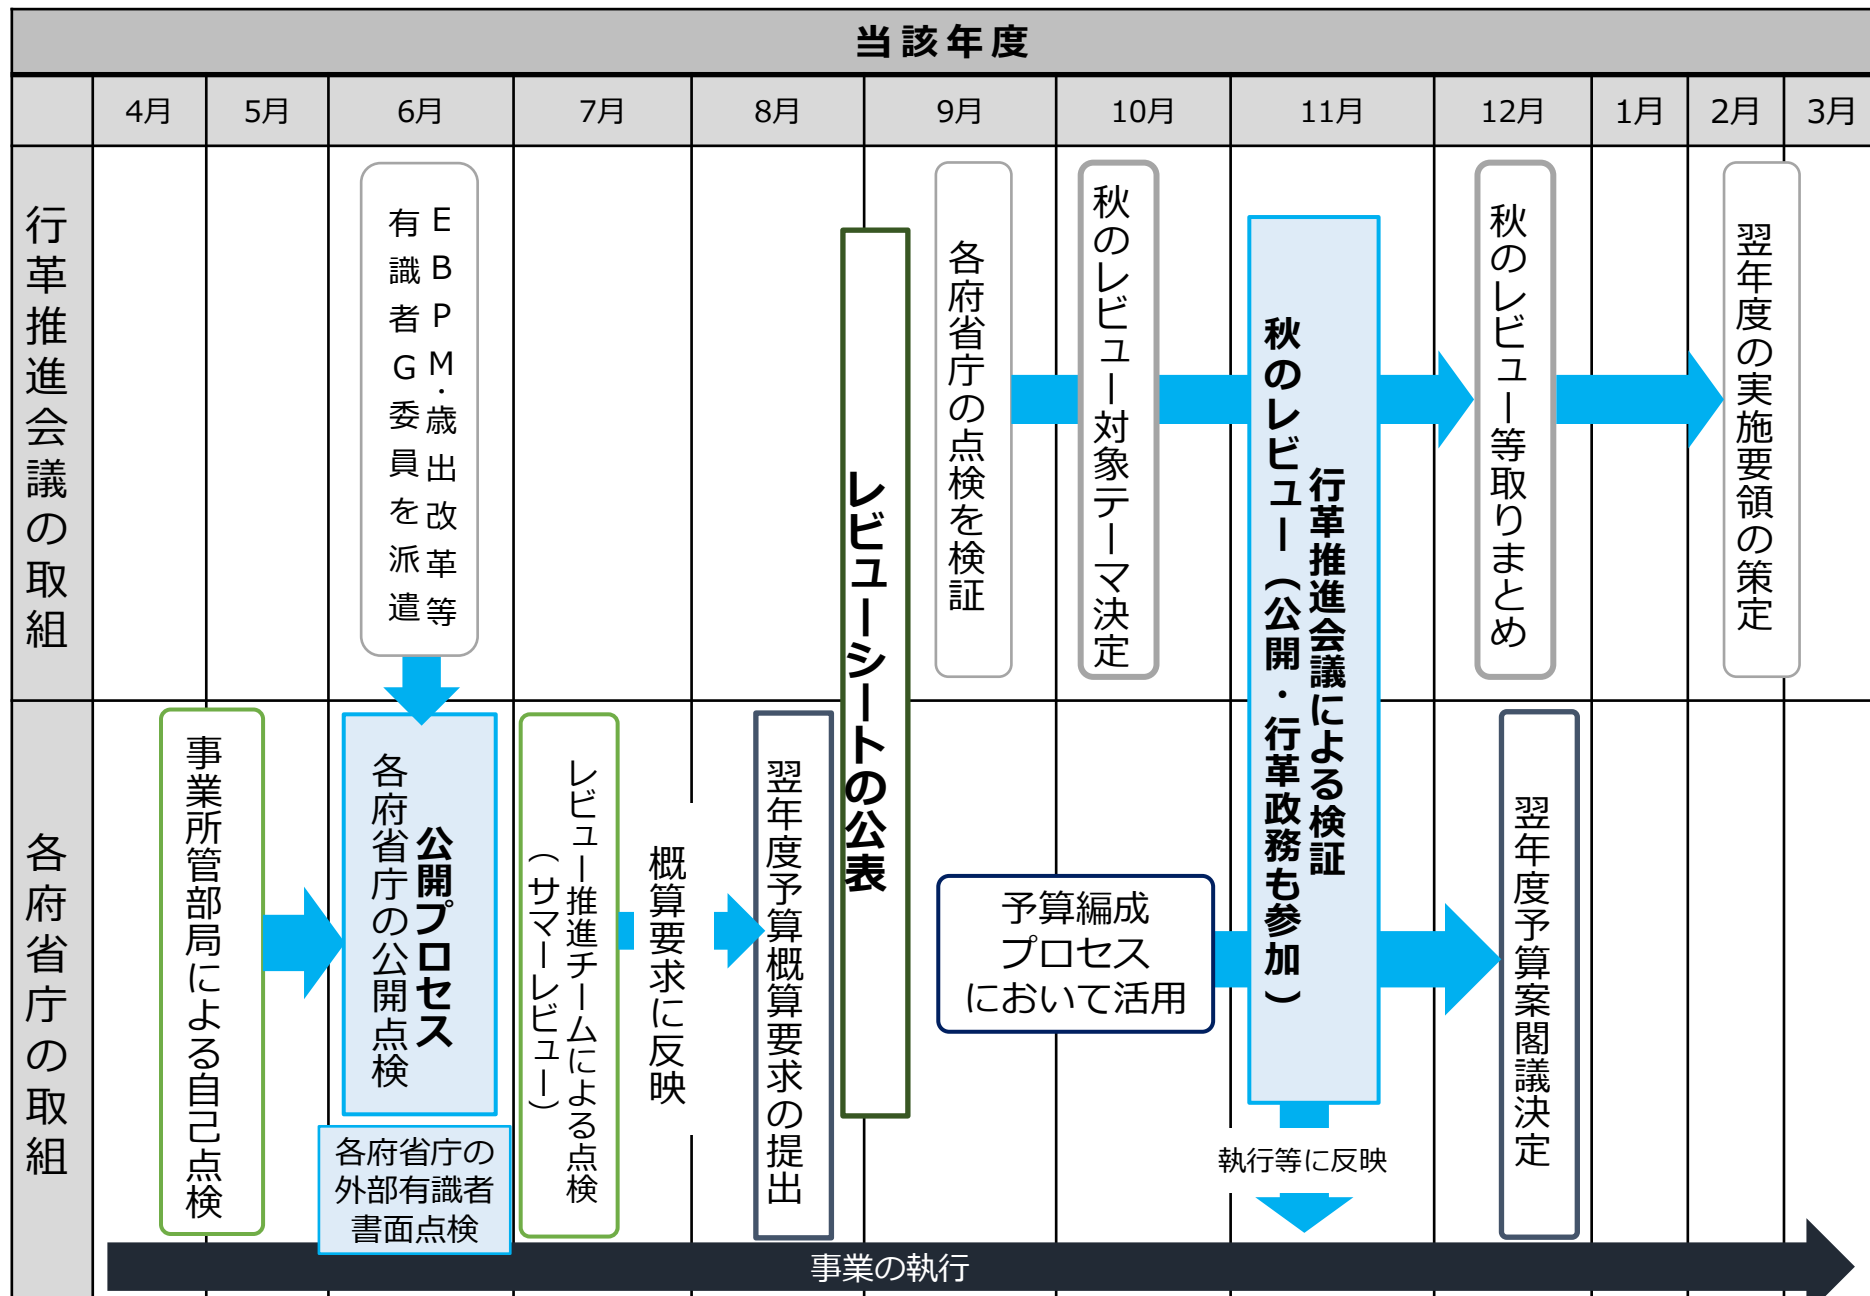 当該年度
4月
5月
6月
7月
8月
9月
10月
11月
12月
1月
2月
3月
行革推進会議の取組
ＥＢＰＭ・歳出改革等
有識者Ｇ委員を派遣
レビューシートの公表
各府省庁の点検を検証
秋のレビュー対象テーマ決定
行革推進会議による検証
秋のレビュー（公開・行革政務も参加）
秋のレビュー等取りまとめ
翌年度の実施要領の策定
各府省庁の取組
事業所管部局による自己点検
公開プロセス
各府省庁の公開点検
各府省庁の
外部有識者
書面点検
レビュー推進チームによる点検
（サマーレビュー）
概算要求に反映
翌年度予算概算要求の提出
予算編成
プロセス
において活用
執行等に反映
翌年度予算案閣議決定
事業の執行